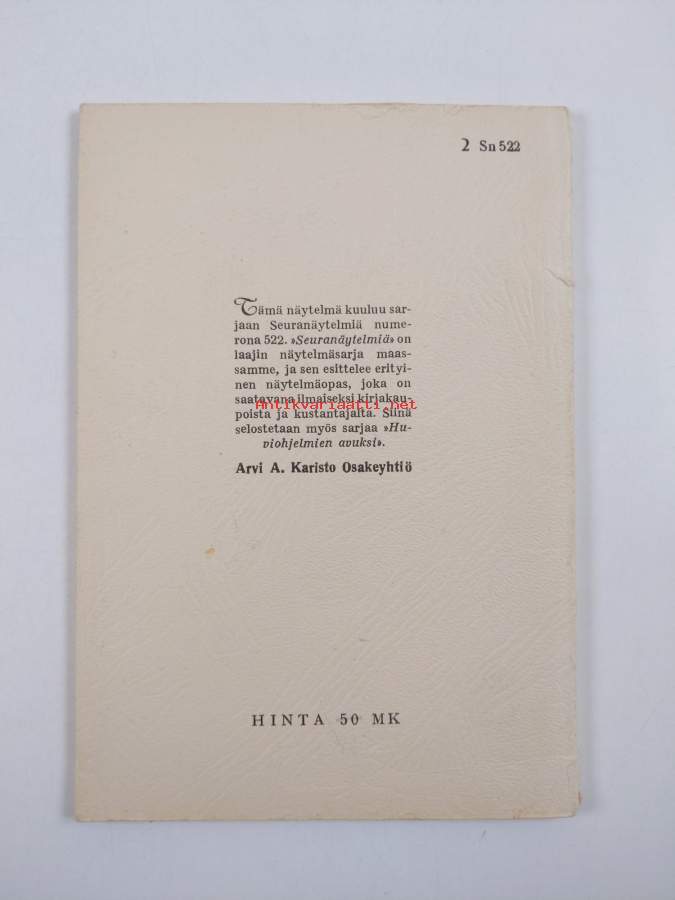 2 Sn 522
Tämä näytelmä kuuluu sar-
jaan Seuranäytelmiä nume-
rona 522. »Seuranäytelmiä» on
laajin näytelmäsarja maas-
samme, ja sen esittelee erityi-
nen näytelmäopas, joka on
saatavana ilmaiseksi kirjakau-
Antikvariaatti.net
poista ja kustantajalta. Siinä
selostetaan myös sarjaa »Hu-
viohjelmien avuksi».
Arvi A. Karisto Osakeyhtiö
HINTA 50 MK